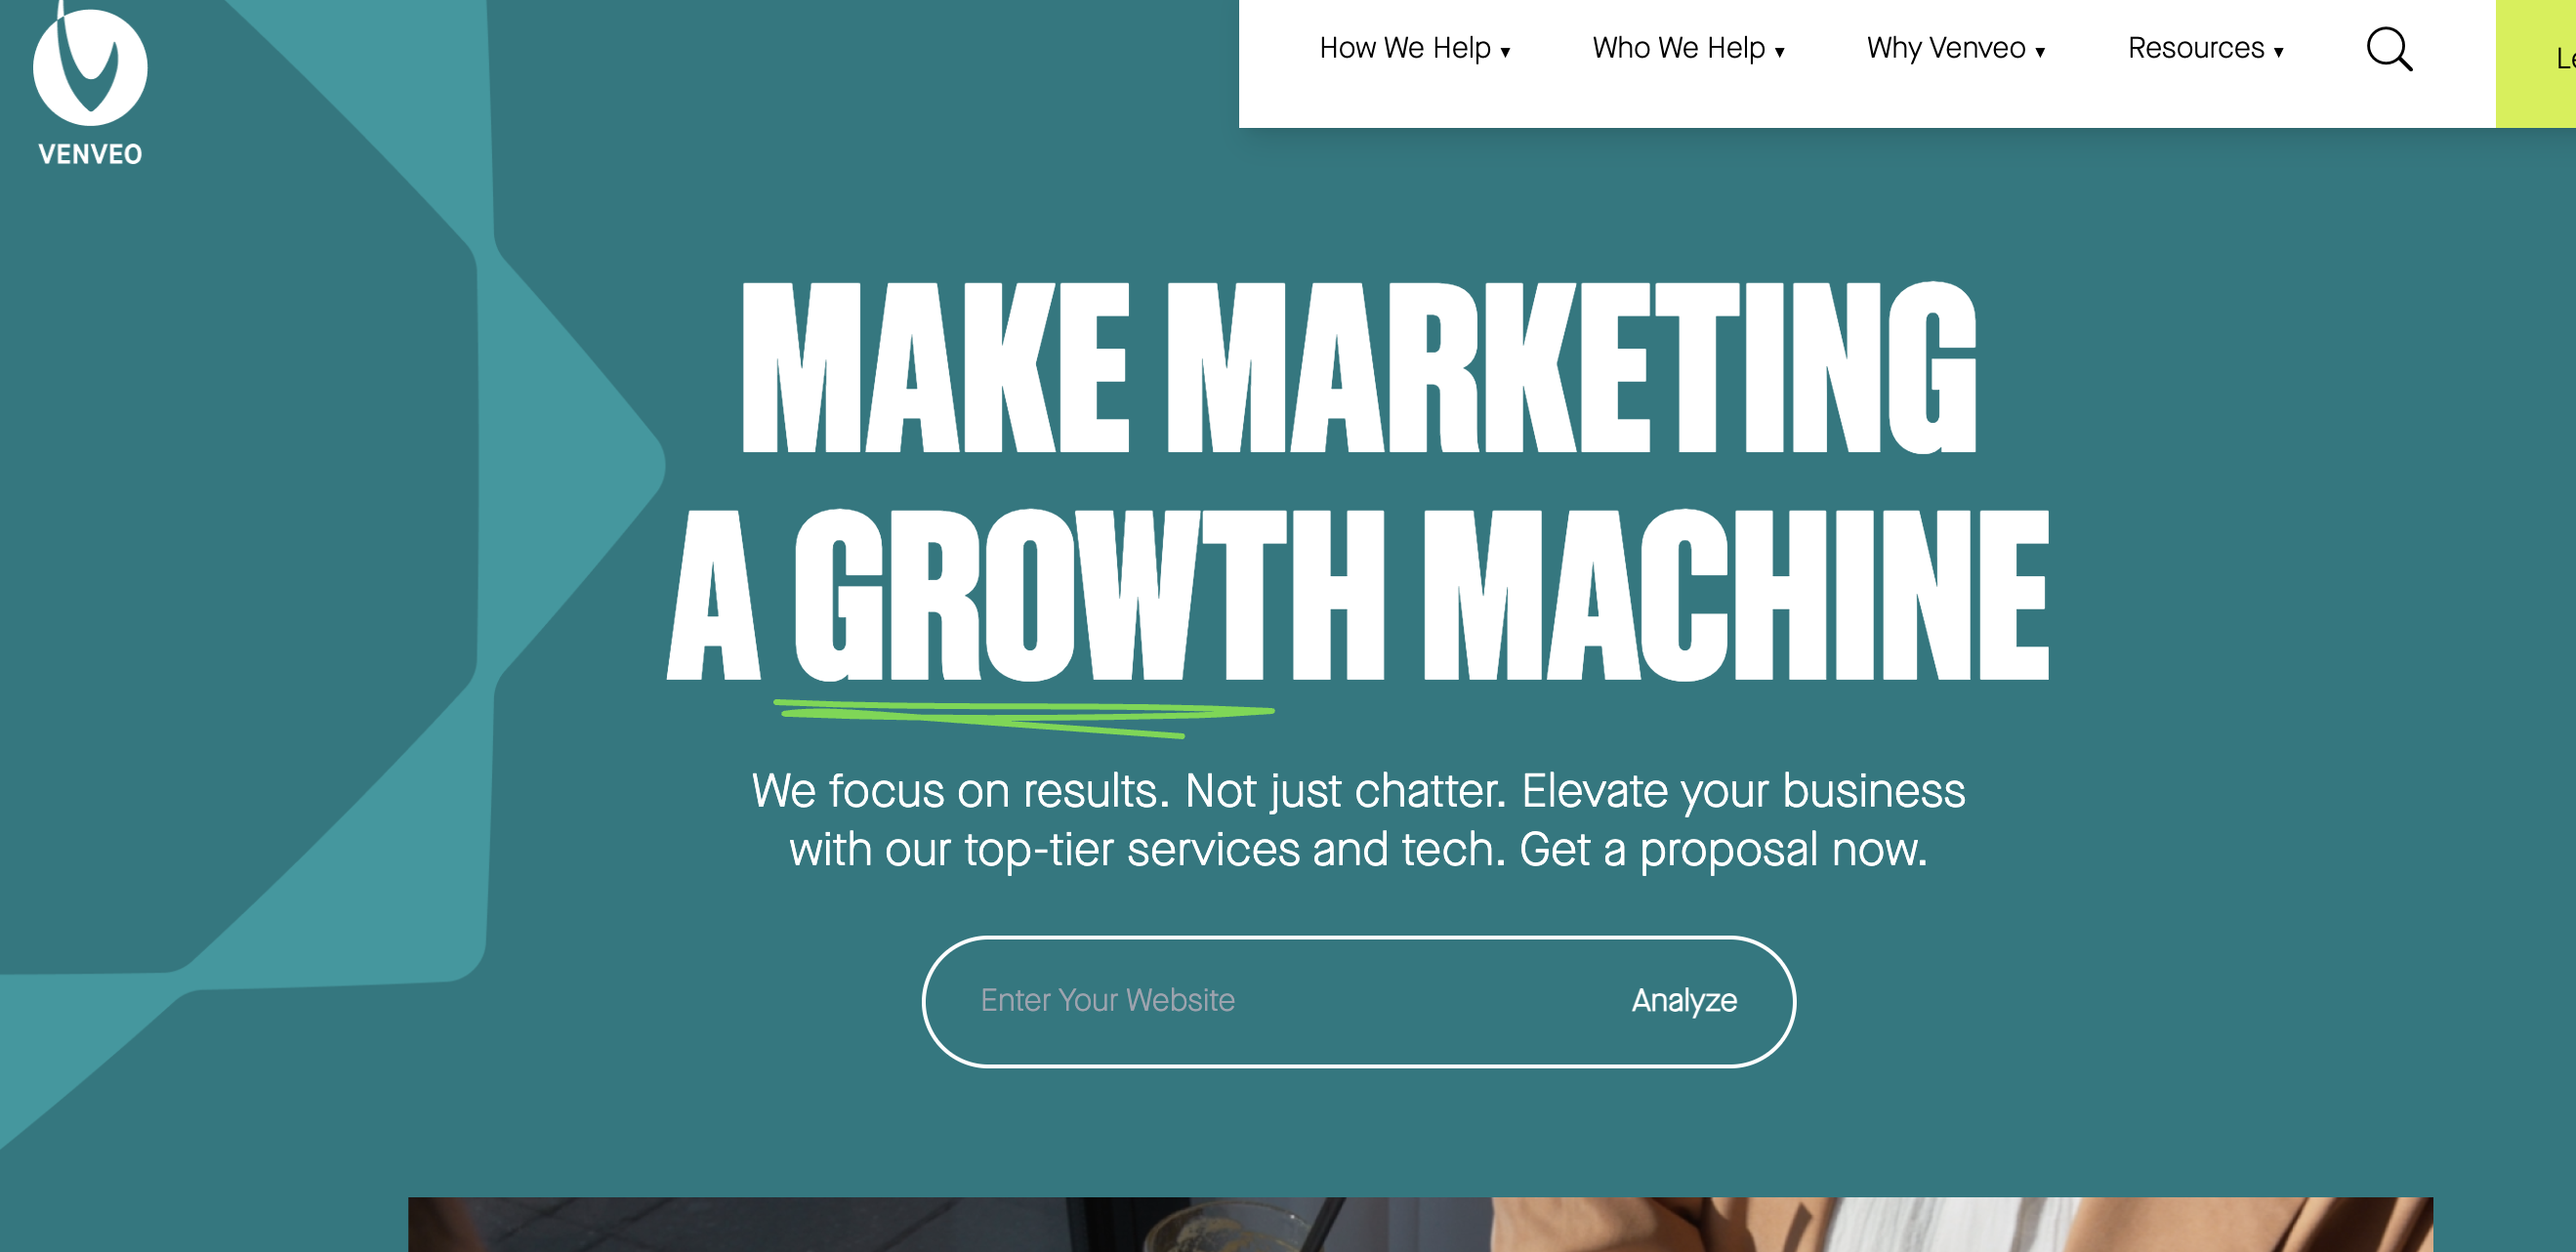 VENVEO
How We Help ▾
Who We Help ▾
Why Venveo ▾
Resources ▾
MAKE MARKETING
A GROWTH MACHINE
We focus on results. Not just chatter. Elevate your business
with our top-tier services and tech. Get a proposal now.
Enter Your Website
Analyze